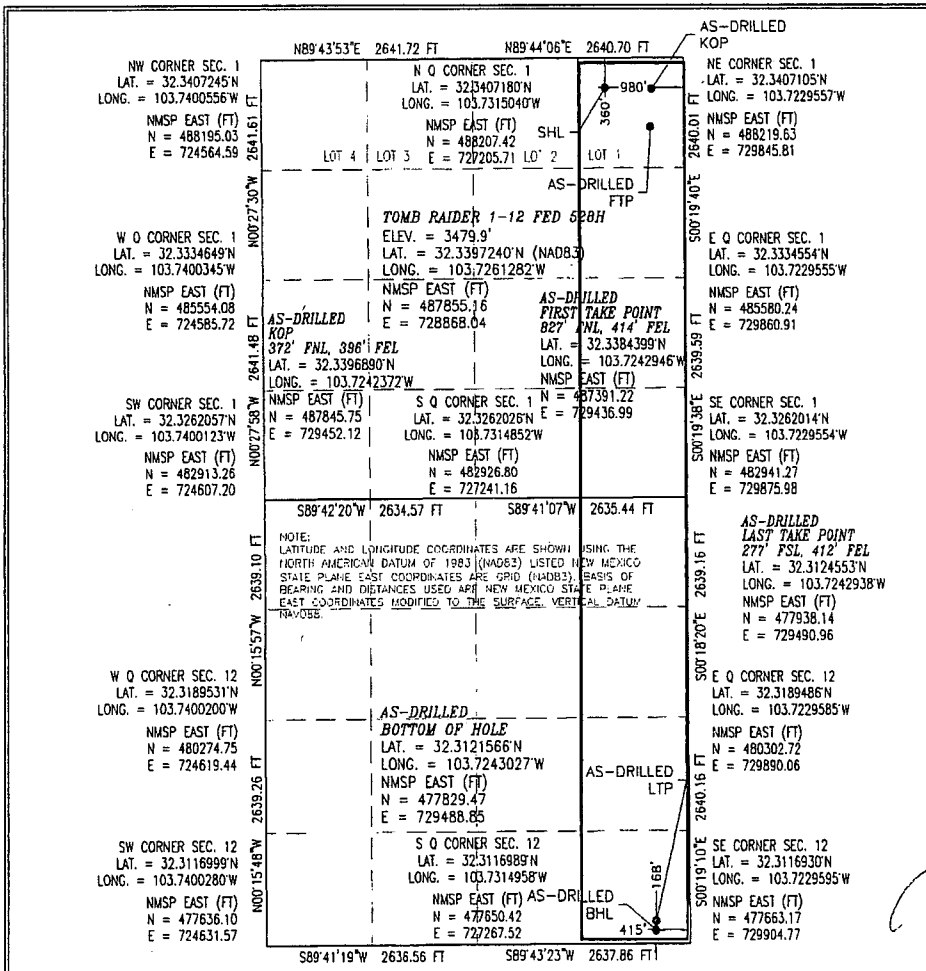 AS-DRILLED
KOP
N89°43'53"E 2641.72 FT
N89°44'06"E 2640.70 FT
NW CORNER SEC. 1
LAT. = 32.3407245'N
LONG. = 103.7400556'W
NMSP EAST (FT)
N = 488195.03
E = 724564.59
N Q CORNER SEC. 1
LAT. = 32.3407180'N
LONG. = 103.7315040'W
NMSP EAST (FT)
N = 488207.42
E = 727205.71
NE CORNER SEC. 1
LAT. = 32.3407105'N
LONG. = 103.7229557'W
NMSP EAST (FT)
N = 488219.63
E = 729845.81
980'
360'
SHL
LOT 4
LOT 3
LOT 2
LOT 1
AS-DRILLED
FTP
N00°27'30"W 2641.61 FT
S00°19'40"E 2640.01 FT
TOMB RAIDER 1-12 FED 528H
ELEV. = 3479.9'
LAT. = 32.3397240'N (NAD83)
LONG. = 103.7261282'W
NMSP EAST (FT)
N = 487855.16
E = 728868.04
W Q CORNER SEC. 1
LAT. = 32.3334649'N
LONG. = 103.7400345'W
NMSP EAST (FT)
N = 485554.08
E = 724585.72
E Q CORNER SEC. 1
LAT. = 32.3334554'N
LONG. = 103.7229555'W
NMSP EAST (FT)
N = 485580.24
E = 729860.91
AS-DRILLED
KOP
372' FNL, 396' FEL
LAT. = 32.3396890'N
LONG. = 103.7242372'W
NMSP EAST (FT)
N = 487845.75
E = 729452.12
AS-DRILLED
FIRST TAKE POINT
827' FNL, 414' FEL
LAT. = 32.3384399'N
LONG. = 103.7242946'W
NMSP EAST (FT)
N = 487391.22
E = 729436.99
N00°27'58"W 2641.48 FT
S00°19'38"E 2639.59 FT
SW CORNER SEC. 1
LAT. = 32.3262057'N
LONG. = 103.7400123'W
NMSP EAST (FT)
N = 482913.26
E = 724607.20
S Q CORNER SEC. 1
LAT. = 32.3262026'N
LONG. = 103.7314852'W
NMSP EAST (FT)
N = 482926.80
E = 727241.16
SE CORNER SEC. 1
LAT. = 32.3262014'N
LONG. = 103.7229554'W
NMSP EAST (FT)
N = 482941.27
E = 729875.98
S89°42'20"W 2634.57 FT
S89°41'07"W 2635.44 FT
NOTE:
LATITUDE AND LONGITUDE COORDINATES ARE SHOWN USING THE
NORTH AMERICAN DATUM OF 1983 (NAD83) LISTED NEW MEXICO
STATE PLANE EAST COORDINATES ARE GRID (NAD83). BASIS OF
BEARING AND DISTANCES USED ARE NEW MEXICO STATE PLANE
EAST COORDINATES MODIFIED TO THE SURFACE. VERTICAL DATUM
NAVD88.
AS-DRILLED
LAST TAKE POINT
277' FSL, 412' FEL
LAT. = 32.3124553'N
LONG. = 103.7242938'W
NMSP EAST (FT)
N = 477938.14
E = 729490.96
N00°15'57"W 2639.10 FT
S00°18'20"E 2639.16 FT
W Q CORNER SEC. 12
LAT. = 32.3189531'N
LONG. = 103.7400200'W
NMSP EAST (FT)
N = 480274.75
E = 724619.44
E Q CORNER SEC. 12
LAT. = 32.3189486'N
LONG. = 103.7229585'W
NMSP EAST (FT)
N = 480302.72
E = 729890.06
AS-DRILLED
BOTTOM OF HOLE
LAT. = 32.3121566'N
LONG. = 103.7243027'W
NMSP EAST (FT)
N = 477829.47
E = 729488.85
AS-DRILLED
LTP
N00°15'48"W 2639.26 FT
S00°19'10"E 2640.16 FT
SW CORNER SEC. 12
LAT. = 32.3116999'N
LONG. = 103.7400280'W
NMSP EAST (FT)
N = 477636.10
E = 724631.57
S Q CORNER SEC. 12
LAT. = 32.3116989'N
LONG. = 103.7314958'W
NMSP EAST (FT)
N = 477650.42
E = 727267.52
AS-DRILLED
BHL
168'
415'
SE CORNER SEC. 12
LAT. = 32.3116930'N
LONG. = 103.7229595'W
NMSP EAST (FT)
N = 477663.17
E = 729904.77
S89°41'19"W 2636.56 FT
S89°43'23"W 2637.86 FT